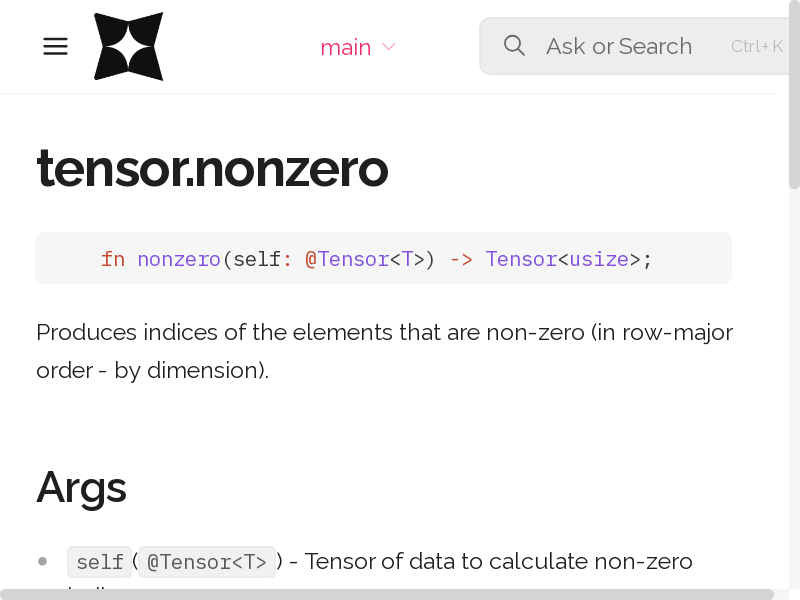 main
Ask or Search
Ctrl+K
tensor.nonzero
fn nonzero(self: @Tensor<T>) -> Tensor<usize>;
Produces indices of the elements that are non-zero (in row-major
order - by dimension).
Args
self (@Tensor<T>) - Tensor of data to calculate non-zero